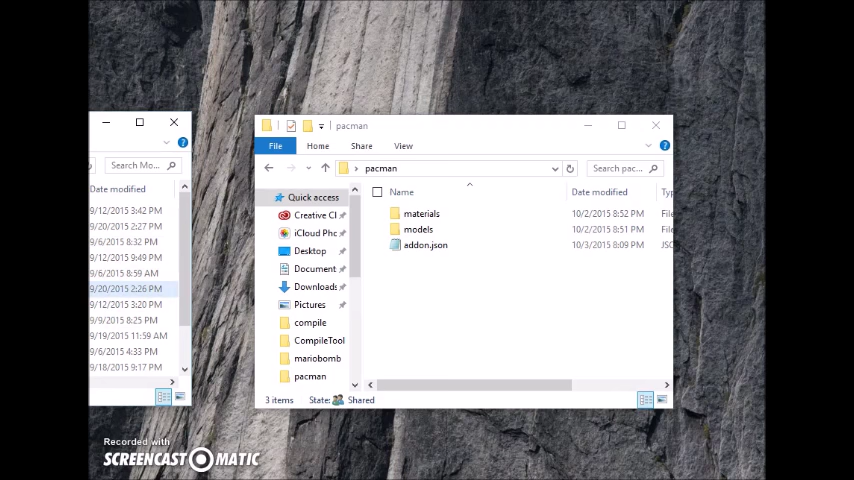 pacman
File Home Share View
pacman
Search pac...
Search Mo...
Date modified
9/12/2015 3:42 PM
9/20/2015 2:27 PM
9/6/2015 8:32 PM
9/12/2015 9:49 PM
9/6/2015 8:59 AM
9/20/2015 2:26 PM
9/12/2015 3:20 PM
9/9/2015 8:25 PM
9/19/2015 11:59 AM
9/6/2015 4:33 PM
9/18/2015 9:17 PM
Quick access
Creative Cl
iCloud Phc
Desktop
Document
Downloads
Pictures
compile
CompileTool
mariobomb
pacman
Name Date modified Typ
materials 10/2/2015 8:52 PM File
models 10/2/2015 8:51 PM File
addon.json 10/3/2015 8:09 PM JSC
3 items State: Shared
Recorded with
SCREENCAST-O-MATIC